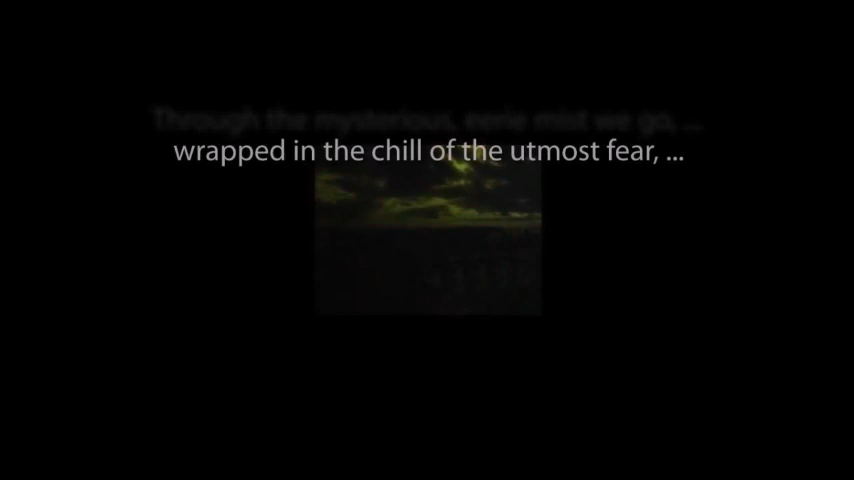 Through the mysterious, eerie mist we go, ...
wrapped in the chill of the utmost fear, ...